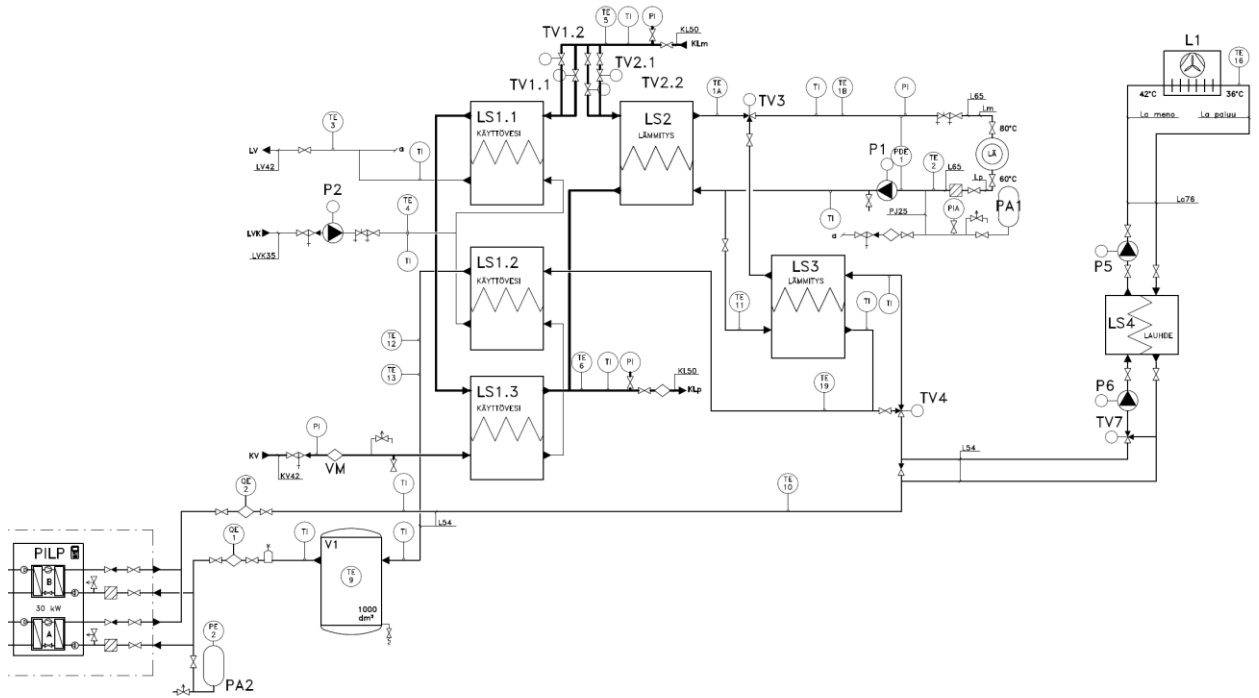 TE
5
TI
PI
KL50
KLm
TV1.2
TV2.1
TV1.1
TV2.2
L1
TE
16
42°C
36°C
La meno
La paluu
TE
3
LV
LV42
a
TI
LS1.1
KÄYTTÖVESI
LS2
LÄMMITYS
TE
1A
TV3
TI
TE
1B
PI
L65
Lm
80°C
LÄ
60°C
P1
PDE
1
TE
2
L65
Lp
PA1
TI
PJ25
PIA
a
P2
TE
4
LVK
LVK35
TI
La76
P5
LS1.2
KÄYTTÖVESI
LS3
LÄMMITYS
TI
TE
11
TI
LS4
LAUHDE
TE
12
TE
13
TE
6
TI
PI
KL50
KLp
LS1.3
KÄYTTÖVESI
TE
19
TV4
P6
TV7
PI
KV
KV42
VM
L54
QE
2
TI
TE
10
L54
QE
1
TI
V1
TI
TE
9
1000
dm³
PILP
B
30 kW
A
PE
2
PA2